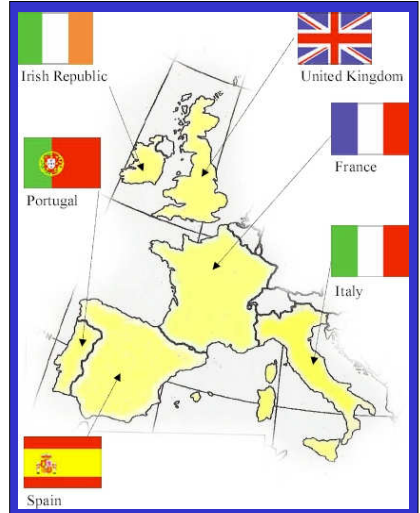 Irish Republic
United Kingdom
Portugal
France
Italy
Spain